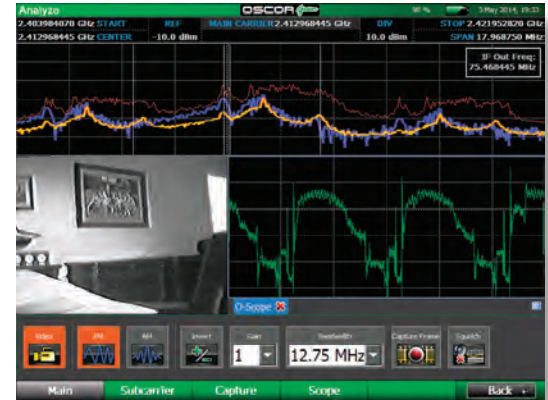 Analyze OSCOR 80 % 3 May 2014, 19:33
2.403984070 GHz START REF MAIN CARRIER 2.412968445 GHz DIV STOP 2.421952820 GHz
2.412968445 GHz CENTER -10.0 dBm 10.0 dBm SPAN 17.968750 MHz
IF Out Freq:
75.468445 MHz
O-Scope
Video FM AM Invert Gain Bandwidth Capture Frame Squelch
1 12.75 MHz
Main Subcarrier Capture Scope Back